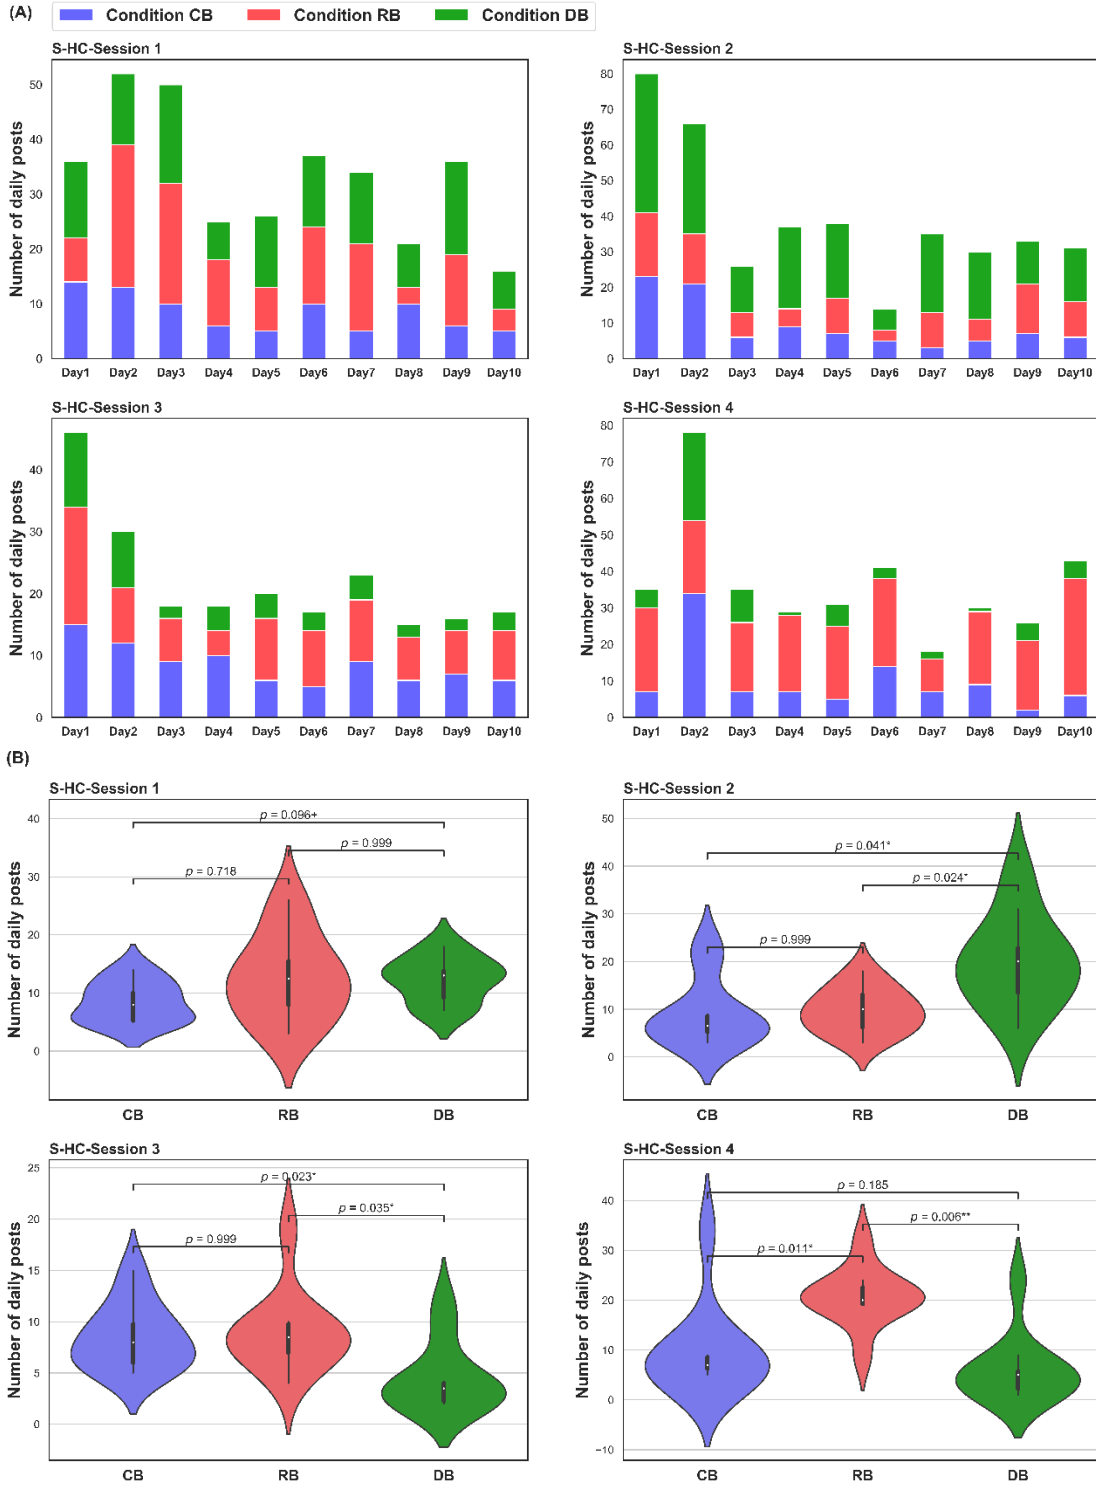 (A)
Condition CB Condition RB Condition DB
S-HC-Session 1
Number of daily posts
50
40
30
20
10
0
Day1 Day2 Day3 Day4 Day5 Day6 Day7 Day8 Day9 Day10
S-HC-Session 2
Number of daily posts
80
70
60
50
40
30
20
10
0
Day1 Day2 Day3 Day4 Day5 Day6 Day7 Day8 Day9 Day10
S-HC-Session 3
Number of daily posts
40
30
20
10
0
Day1 Day2 Day3 Day4 Day5 Day6 Day7 Day8 Day9 Day10
S-HC-Session 4
Number of daily posts
80
70
60
50
40
30
20
10
0
Day1 Day2 Day3 Day4 Day5 Day6 Day7 Day8 Day9 Day10
(B)
S-HC-Session 1
Number of daily posts
40
30
20
10
0
p = 0.096+
p = 0.999
p = 0.718
CB RB DB
S-HC-Session 2
Number of daily posts
50
40
30
20
10
0
p = 0.041*
p = 0.024*
p = 0.999
CB RB DB
S-HC-Session 3
Number of daily posts
25
20
15
10
5
0
p = 0.023*
p = 0.035*
p = 0.999
CB RB DB
S-HC-Session 4
Number of daily posts
40
30
20
10
0
−10
p = 0.185
p = 0.006**
p = 0.011*
CB RB DB